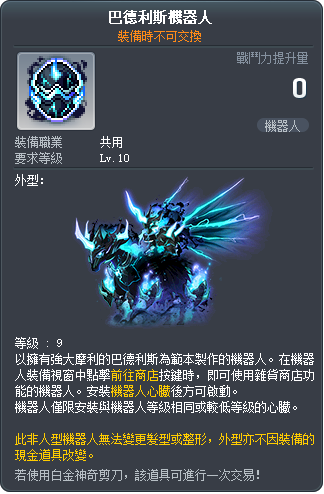 巴德利斯機器人
裝備時不可交換
戰鬥力提升量
0
機器人
裝備職業 共用
要求等級 Lv.10
外型:
等級 : 9
以擁有強大摩利的巴德利斯為範本製作的機器人。在機器
人裝備視窗中點擊前往商店按鍵時，即可使用雜貨商店功
能的機器人。安裝機器人心臟後方可啟動。
機器人僅限安裝與機器人等級相同或較低等級的心臟。
此非人型機器人無法變更髮型或整形，外型亦不因裝備的
現金道具改變。
若使用白金神奇剪刀，該道具可進行一次交易！